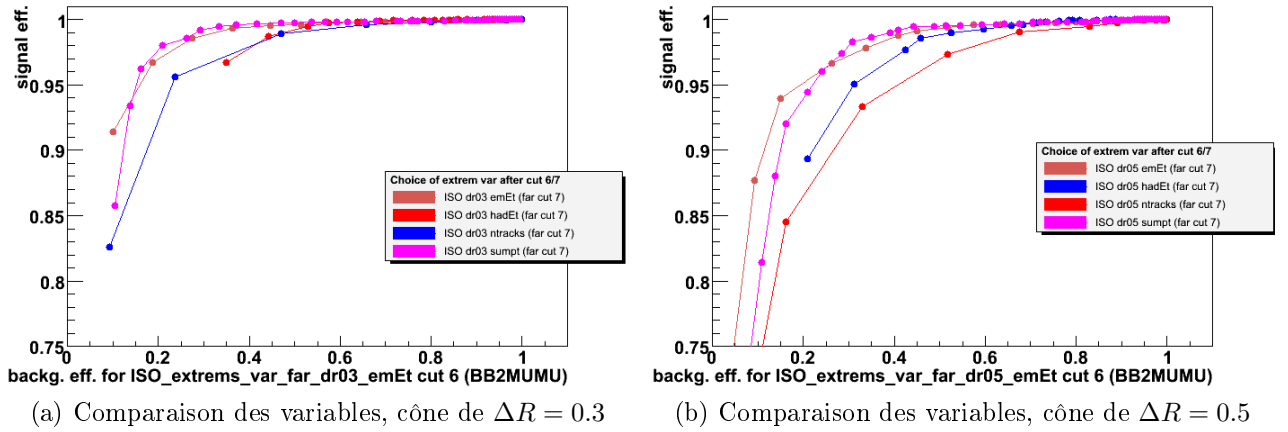 signal eff.
1
0.95
0.9
0.85
0.8
0.75
0 0.2 0.4 0.6 0.8 1
backg. eff. for ISO_extrems_var_far_dr03_emEt cut 6 (BB2MUMU)
Choice of extrem var after cut 6/7
ISO dr03 emEt (far cut 7)
ISO dr03 hadEt (far cut 7)
ISO dr03 ntracks (far cut 7)
ISO dr03 sumpt (far cut 7)
(a) Comparaison des variables, cône de ΔR = 0.3
signal eff.
1
0.95
0.9
0.85
0.8
0.75
0 0.2 0.4 0.6 0.8 1
backg. eff. for ISO_extrems_var_far_dr05_emEt cut 6 (BB2MUMU)
Choice of extrem var after cut 6/7
ISO dr05 emEt (far cut 7)
ISO dr05 hadEt (far cut 7)
ISO dr05 ntracks (far cut 7)
ISO dr05 sumpt (far cut 7)
(b) Comparaison des variables, cône de ΔR = 0.5